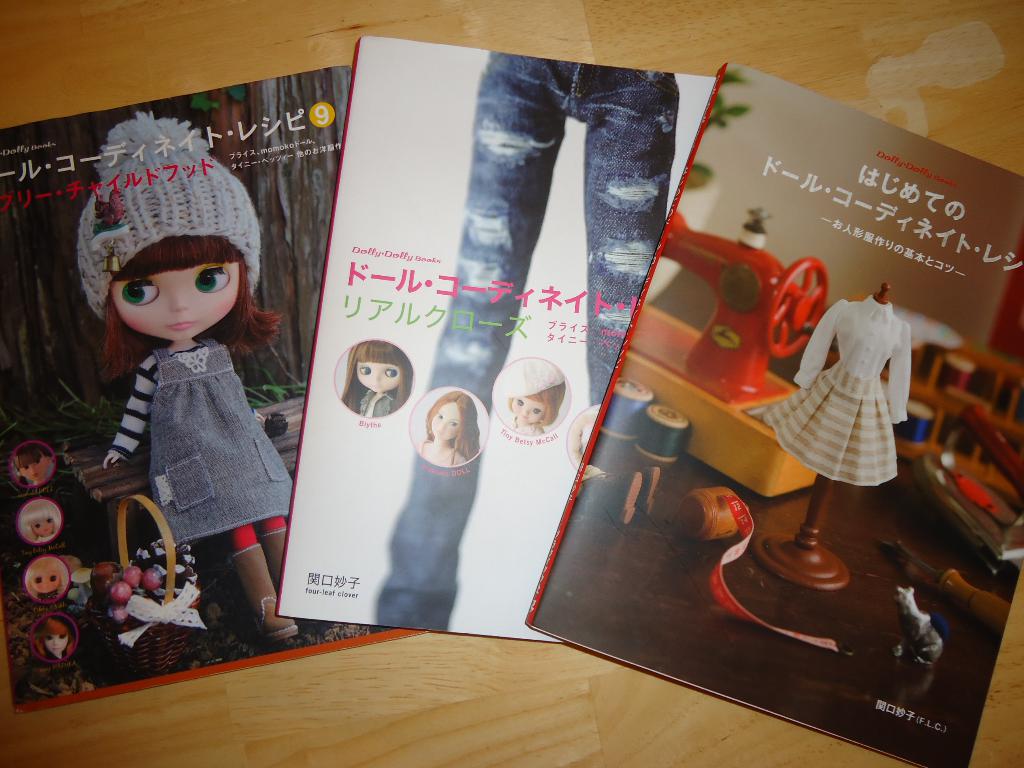 Dolly Books
ール・コーディネイト・レシピ 9
ブリー・チャイルドフッド
ブライス、momokoドール、
タイニー・ベッツィー 他のお洋服作
Tiny Betsy McCall
Dolly*Dolly Books
ドール・コーディネイト・
リアルクローズ
ブライス
タイニー
Blythe
DOLL
Tiny Betsy McCall
関口妙子
four-leaf clover
Dolly*Dolly Books
はじめての
ドール・コーディネイト・レシ
―お人形服作りの基本とコツ―
関口妙子(F.L.C.)